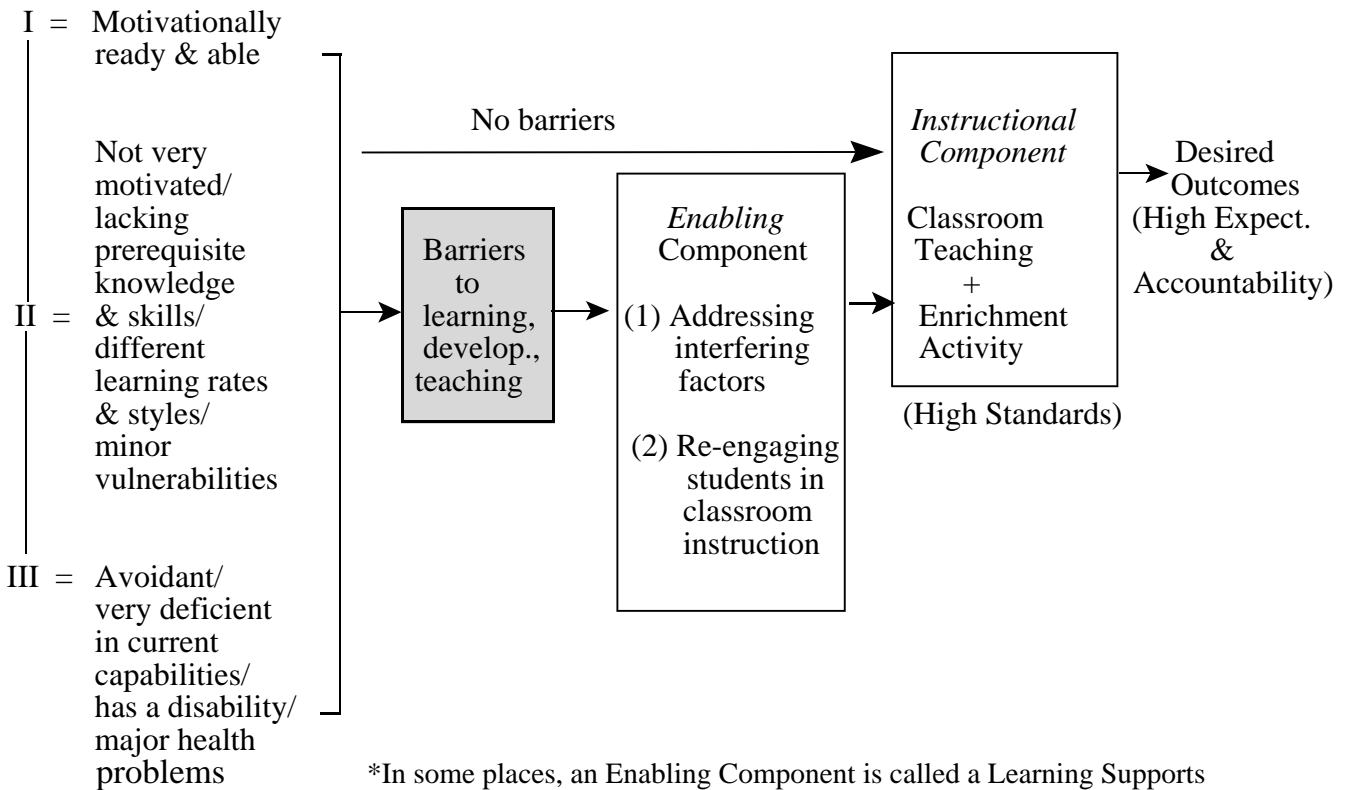 I = Motivationally
ready & able
No barriers
Not very
motivated/
lacking
prerequisite
knowledge
II = & skills/
different
learning rates
& styles/
minor
vulnerabilities
III = Avoidant/
very deficient
in current
capabilities/
has a disability/
major health
problems
Barriers
to
learning,
develop.,
teaching
Enabling
Component
(1) Addressing
interfering
factors
(2) Re-engaging
students in
classroom
instruction
Instructional
Component
Classroom
Teaching
+
Enrichment
Activity
(High Standards)
Desired
Outcomes
(High Expect.
&
Accountability)
*In some places, an Enabling Component is called a Learning Supports